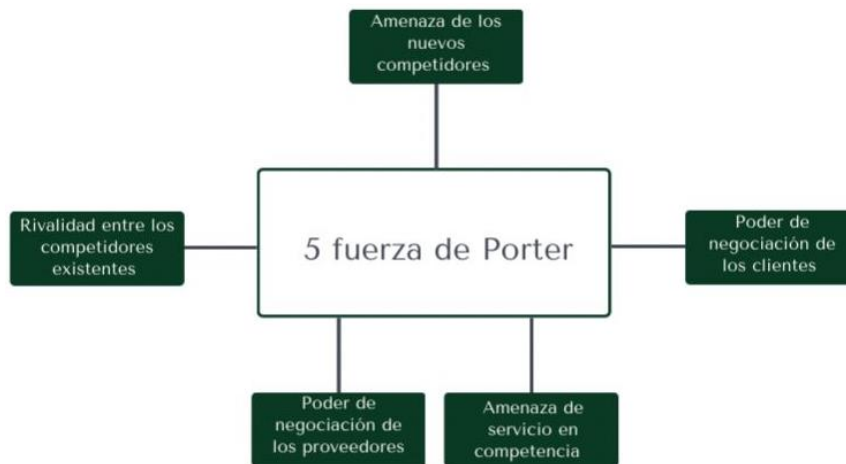 Amenaza de los
nuevos
competidores
Rivalidad entre los
competidores
existentes
5 fuerza de Porter
Poder de
negociación de
los clientes
Poder de
negociación de
los proveedores
Amenaza de
servicio en
competencia